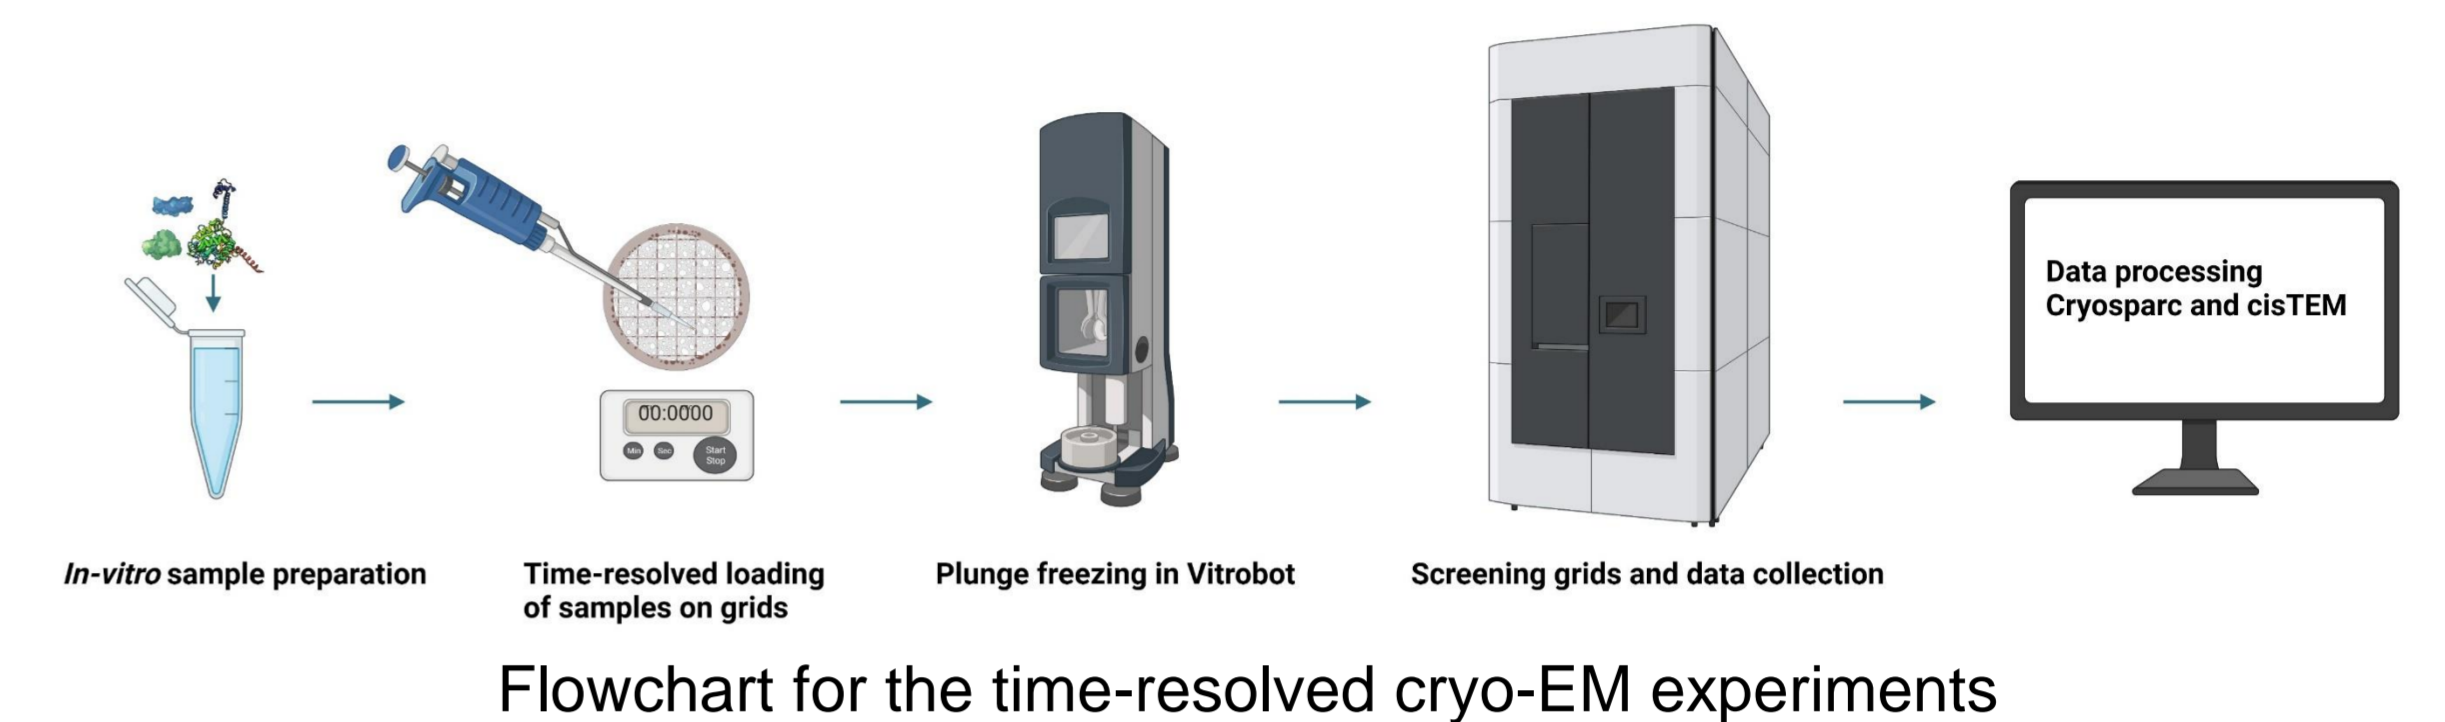 00:0000
Min Sec Start
Stop
Data processing
Cryosparc and cisTEM
In-vitro sample preparation
Time-resolved loading
of samples on grids
Plunge freezing in Vitrobot
Screening grids and data collection
Flowchart for the time-resolved cryo-EM experiments